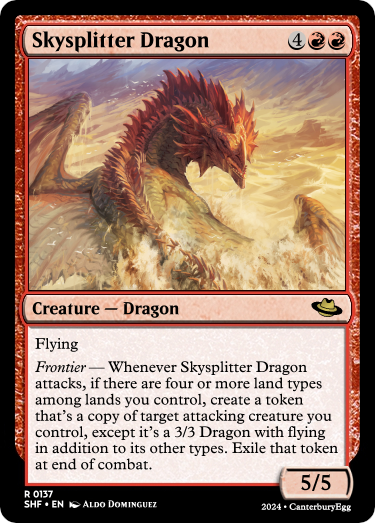 Skysplitter Dragon 4
Creature — Dragon
Flying
Frontier — Whenever Skysplitter Dragon
attacks, if there are four or more land types
among lands you control, create a token
that's a copy of target attacking creature you
control, except it's a 3/3 Dragon with flying
in addition to its other types. Exile that token
at end of combat.
5/5
R 0137
SHF • EN Aldo Dominguez
2024 • CanterburyEgg